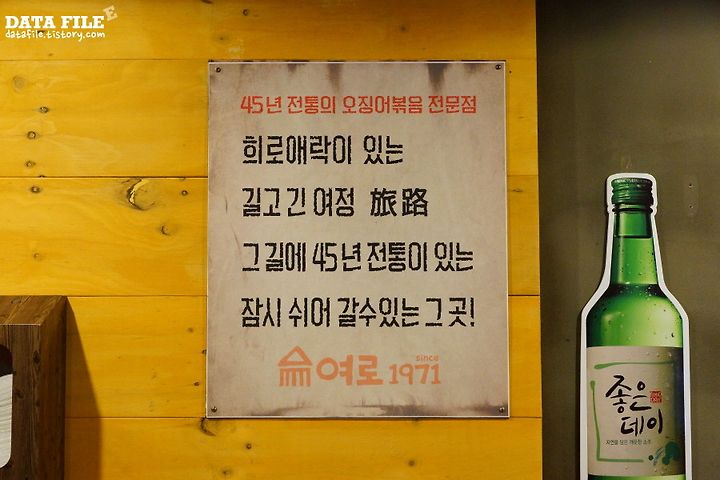 DATA FILE
datafile.tistory.com
45년 전통의 오징어볶음 전문점
희로애락이 있는
길고 긴 여정 旅路
그 길에 45년 전통이 있는
잠시 쉬어 갈수있는 그 곳!
여로 since 1971
좋은
데이